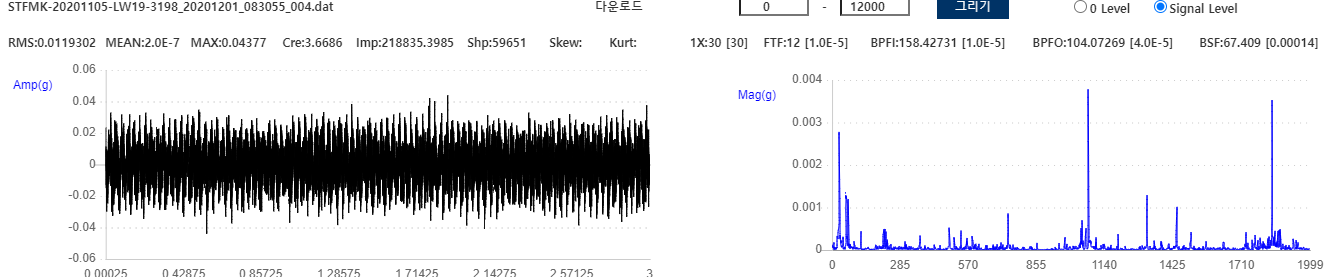 STFMK-20201105-LW19-3198_20201201_083055_004.dat 다운로드
0 - 12000 그리기 0 Level Signal Level
RMS:0.0119302 MEAN:2.0E-7 MAX:0.04377 Cre:3.6686 Imp:218835.3985 Shp:59651 Skew: Kurt:
1X:30 [30] FTF:12 [1.0E-5] BPFI:158.42731 [1.0E-5] BPFO:104.07269 [4.0E-5] BSF:67.409 [0.00014]
Amp(g)
0.06
0.04
0.02
0
-0.02
-0.04
-0.06
0.00025 0.42875 0.85725 1.28575 1.71425 2.14275 2.57125 3
Mag(g)
0.004
0.003
0.002
0.001
0
0 285 570 855 1140 1425 1710 1999